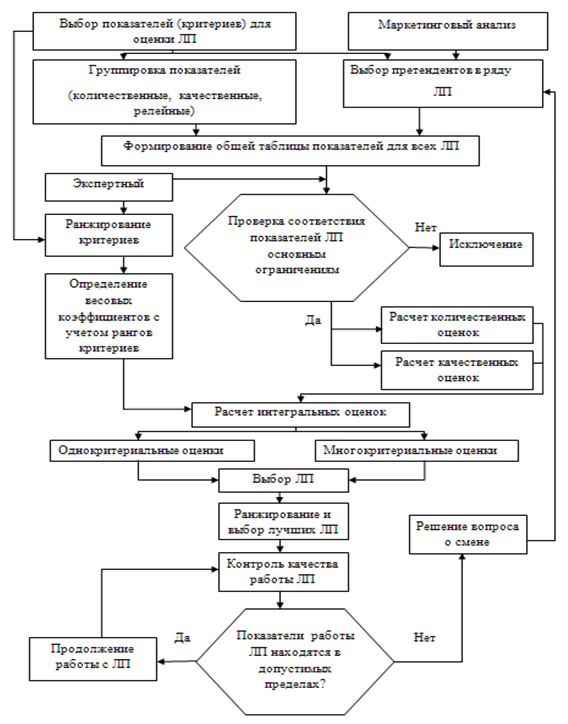 Выбор показателей (критериев) для
оценки ЛП
Маркетинговый анализ
Группировка показателей
(количественные, качественные,
релейные)
Выбор претендентов в ряду
ЛП
Формирование общей таблицы показателей для всех ЛП
Экспертный
Ранжирование
критериев
Проверка соответствия
показателей ЛП
основным
ограничениям
Нет
Исключение
Определение
весовых
коэффициентов с
учетом рангов
критериев
Да
Расчет количественных
оценок
Расчет качественных
оценок
Расчет интегральных оценок
Однокритериальные оценки
Многокритериальные оценки
Выбор ЛП
Ранжирование и
выбор лучших ЛП
Решение вопроса
о смене
Контроль качества
работы ЛП
Продолжение
работы с ЛП
Да
Показатели работы
ЛП находятся в
допустимых
пределах?
Нет